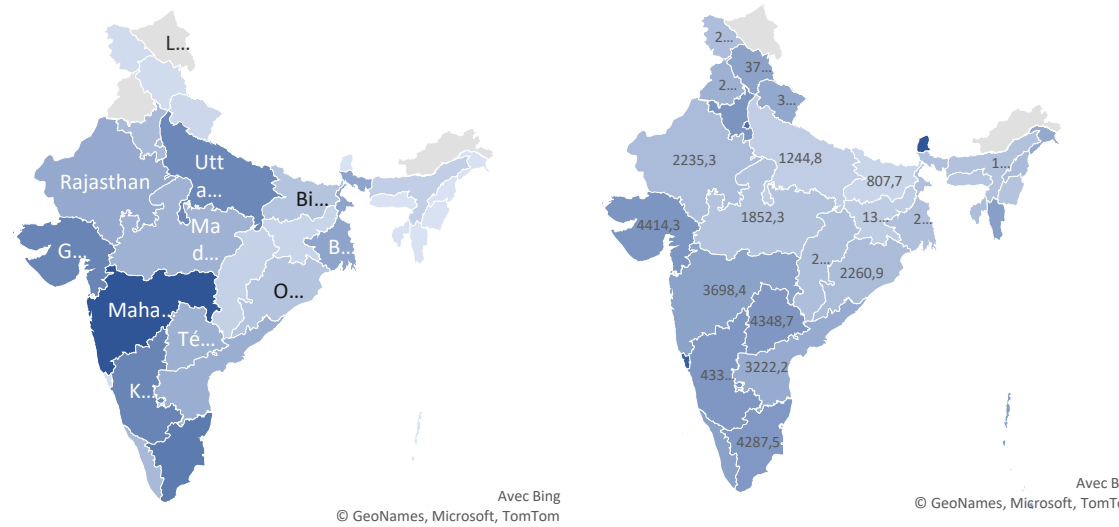 L...
Utt
a...
Rajasthan
Bi...
Ma
d...
G...
B...
O...
Maha...
Té...
K...
Avec Bing
© GeoNames, Microsoft, TomTom
2...
37...
2...
3...
1244,8
1...
2235,3
807,7
1852,3
13...
2...
4414,3
2...
2260,9
3698,4
4348,7
433...
3222,2
4287,5
Avec B
© GeoNames, Microsoft, TomTo